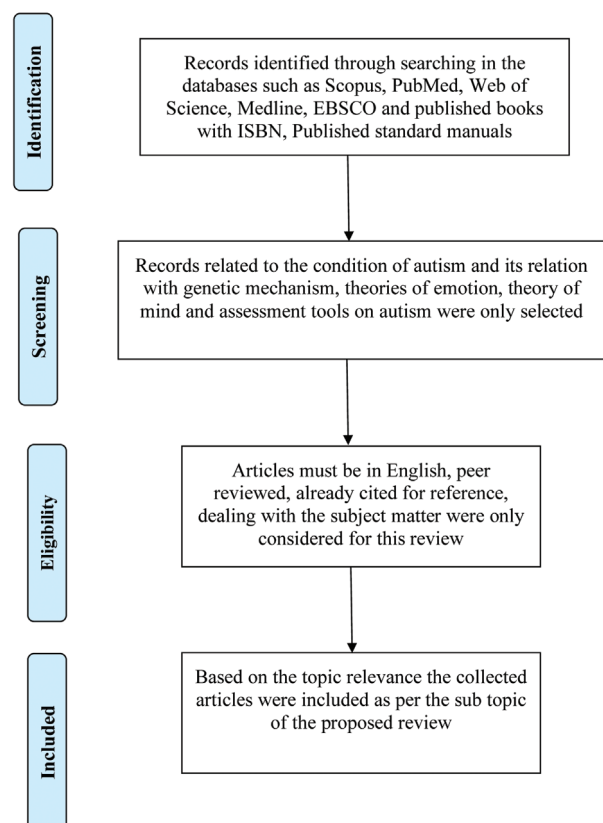 Identification
Records identified through searching in the
databases such as Scopus, PubMed, Web of
Science, Medline, EBSCO and published books
with ISBN, Published standard manuals
Screening
Records related to the condition of autism and its relation
with genetic mechanism, theories of emotion, theory of
mind and assessment tools on autism were only selected
Eligibility
Articles must be in English, peer
reviewed, already cited for reference,
dealing with the subject matter were only
considered for this review
Included
Based on the topic relevance the collected
articles were included as per the sub topic
of the proposed review